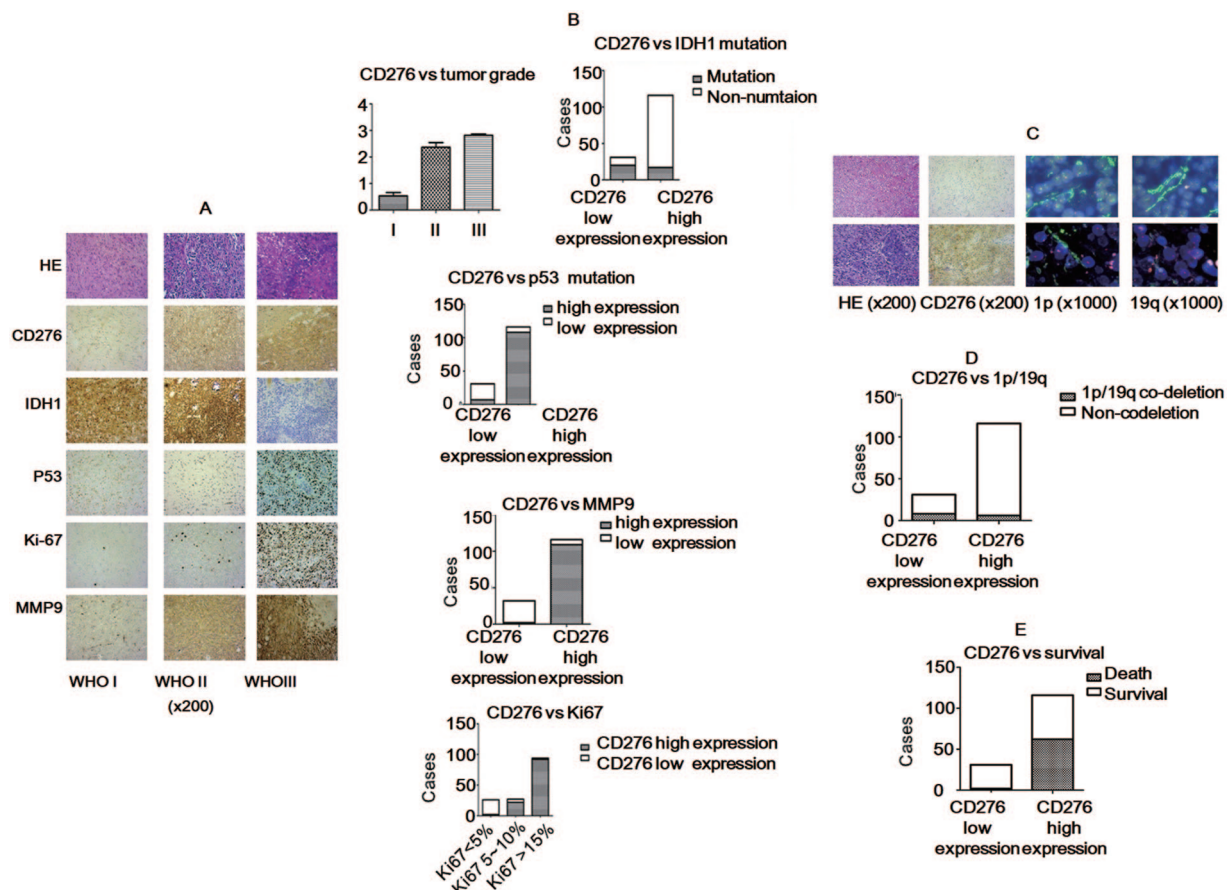 A
HE
CD276
IDH1
P53
Ki-67
MMP9
WHO I WHO II WHOIII
(x200)
B
CD276 vs tumor grade
4
3
2
1
0
I II III
CD276 vs IDH1 mutation
Mutation
Non-numtaion
Cases
150
100
50
0
CD276 CD276
low high
expression expression
CD276 vs p53 mutation
high expression
low expression
Cases
150
100
50
0
CD276 CD276
low high
expression expression
CD276 vs MMP9
high expression
low expression
Cases
150
100
50
0
CD276 CD276
low high
expression expression
CD276 vs Ki67
CD276 high expression
CD276 low expression
Cases
150
100
50
0
Ki67<5%
Ki67 5~10%
Ki67 > 15%
C
HE (x200) CD276 (x200) 1p (x1000) 19q (x1000)
D
CD276 vs 1p/19q
1p/19q co-deletion
Non-codeletion
Cases
150
100
50
0
CD276 CD276
low high
expression expression
E
CD276 vs survival
Death
Survival
Cases
150
100
50
0
CD276 CD276
low high
expression expression